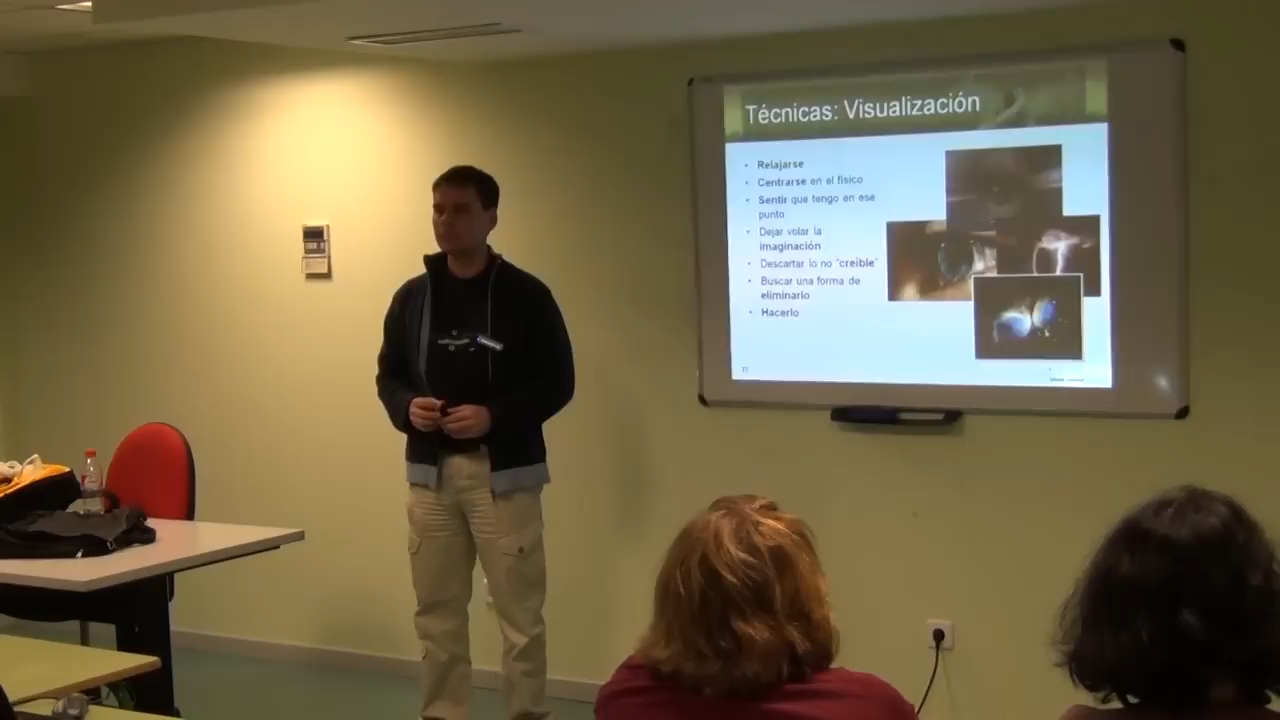 Técnicas: Visualización
• Relajarse
• Centrarse en el físico
• Sentir que tengo en ese
punto
• Dejar volar la
imaginación
• Descartar lo no "creíble"
• Buscar una forma de
eliminarlo
• Hacerlo